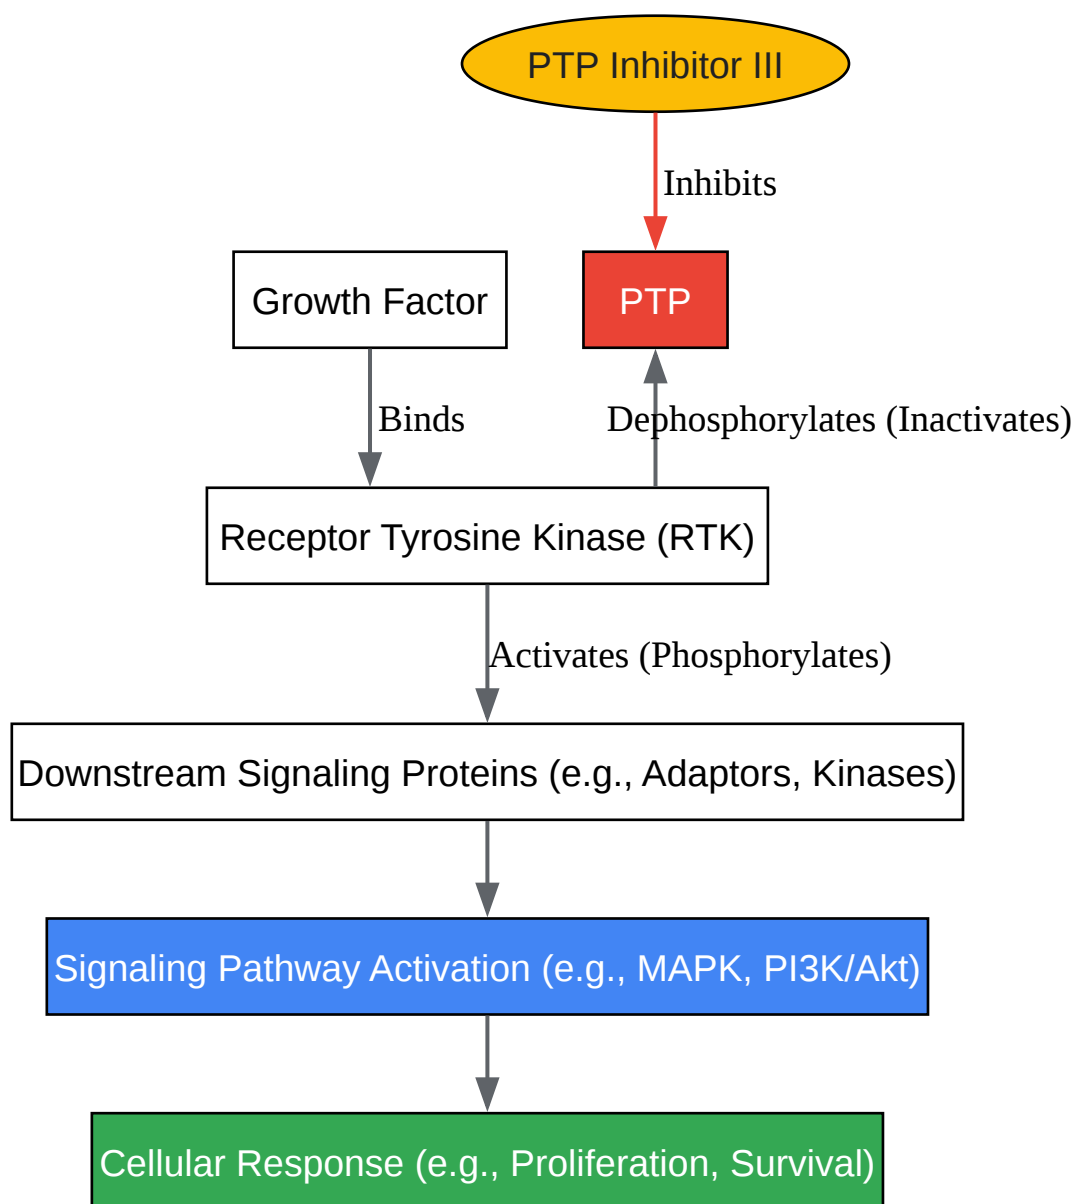 PTP Inhibitor III
Inhibits
Growth Factor
PTP
Binds
Dephosphorylates (Inactivates)
Receptor Tyrosine Kinase (RTK)
Activates (Phosphorylates)
Downstream Signaling Proteins (e.g., Adaptors, Kinases)
Signaling Pathway Activation (e.g., MAPK, PI3K/Akt)
Cellular Response (e.g., Proliferation, Survival)